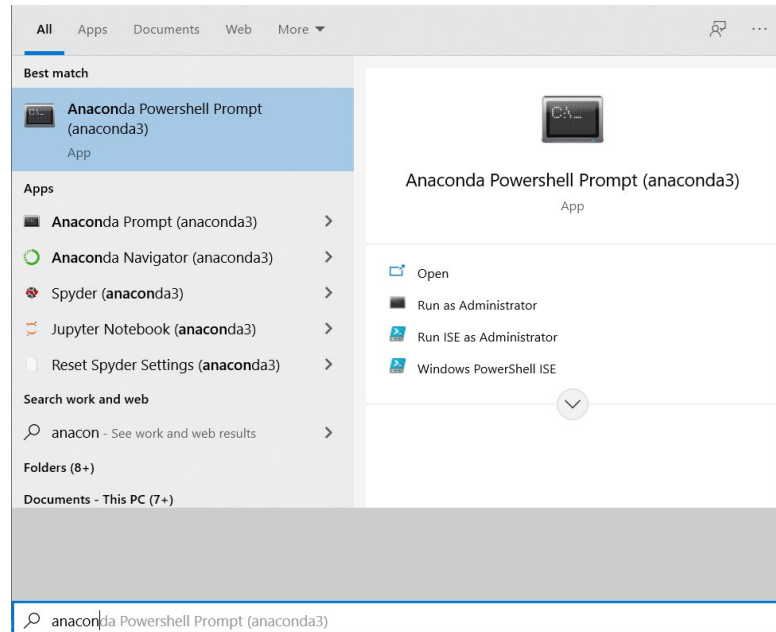 All Apps Documents Web More
Best match
Anaconda Powershell Prompt
(anaconda3)
App
Apps
Anaconda Prompt (anaconda3)
Anaconda Navigator (anaconda3)
Spyder (anaconda3)
Jupyter Notebook (anaconda3)
Reset Spyder Settings (anaconda3)
Search work and web
anacon - See work and web results
Folders (8+)
Documents - This PC (7+)
C:\_
Anaconda Powershell Prompt (anaconda3)
App
Open
Run as Administrator
Run ISE as Administrator
Windows PowerShell ISE
anaconda Powershell Prompt (anaconda3)